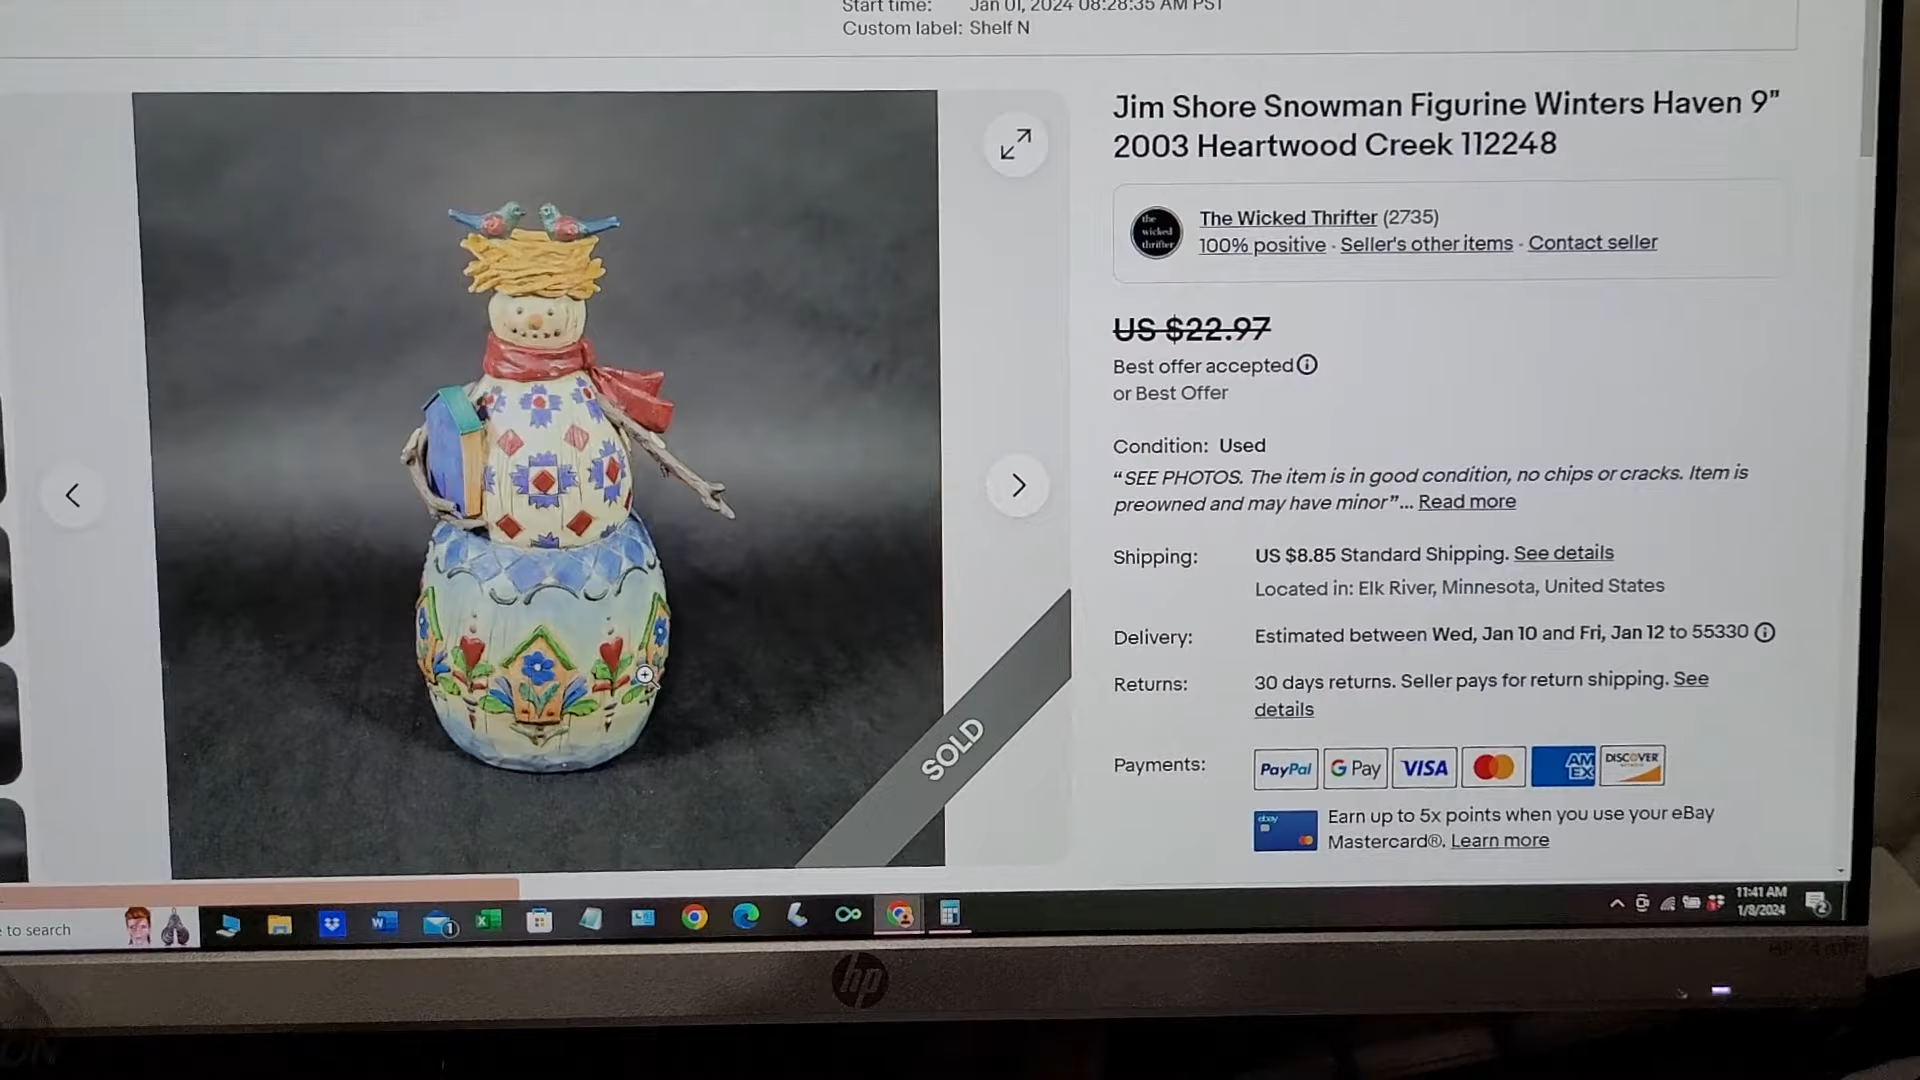 Start time: Jan 01, 2024 08:28:35 AM PST
Custom label: Shelf N
Jim Shore Snowman Figurine Winters Haven 9”
2003 Heartwood Creek 112248
the
wicked
thrifter
The Wicked Thrifter (2735)
100% positive · Seller's other items · Contact seller
US $22.97
Best offer accepted
or Best Offer
Condition: Used
“SEE PHOTOS. The item is in good condition, no chips or cracks. Item is
preowned and may have minor”... Read more
Shipping: US $8.85 Standard Shipping. See details
Located in: Elk River, Minnesota, United States
Delivery: Estimated between Wed, Jan 10 and Fri, Jan 12 to 55330
Returns: 30 days returns. Seller pays for return shipping. See
details
Payments: PayPal G Pay VISA AM EX DISCOVER
ebay
Earn up to 5x points when you use your eBay
Mastercard®. Learn more
SOLD
to search
1
11:41 AM
1/8/2024
2
hp